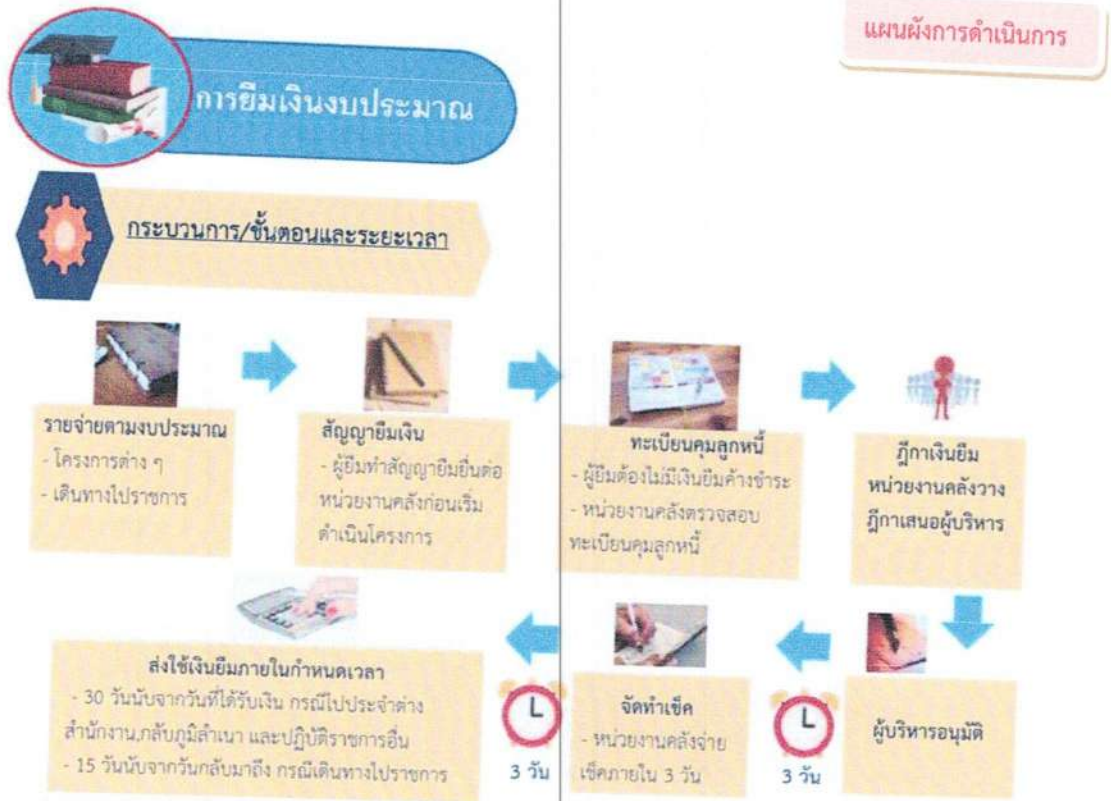 แผนผังการดำเนินการ
การยืมเงินงบประมาณ
กระบวนการ/ขั้นตอนและระยะเวลา
รายจ่ายตามงบประมาณ
- โครงการต่าง ๆ
- เดินทางไปราชการ
สัญญายืมเงิน
- ผู้ยืมทำสัญญายืมยื่นต่อ
หน่วยงานคลังก่อนเริ่ม
ดำเนินโครงการ
ทะเบียนคุมลูกหนี้
- ผู้ยืมต้องไม่มีเงินยืมค้างชำระ
- หน่วยงานคลังตรวจสอบ
ทะเบียนคุมลูกหนี้
ฎีกาเงินยืม
หน่วยงานคลังวาง
ฎีกาเสนอผู้บริหาร
ผู้บริหารอนุมัติ
3 วัน
จัดทำเช็ค
- หน่วยงานคลังจ่าย
เช็คภายใน 3 วัน
3 วัน
ส่งใช้เงินยืมภายในกำหนดเวลา
- 30 วันนับจากวันที่ได้รับเงิน กรณีไปประจำต่าง
สำนักงาน,กลับภูมิลำเนา และปฏิบัติราชการอื่น
- 15 วันนับจากวันกลับมาถึง กรณีเดินทางไปราชการ